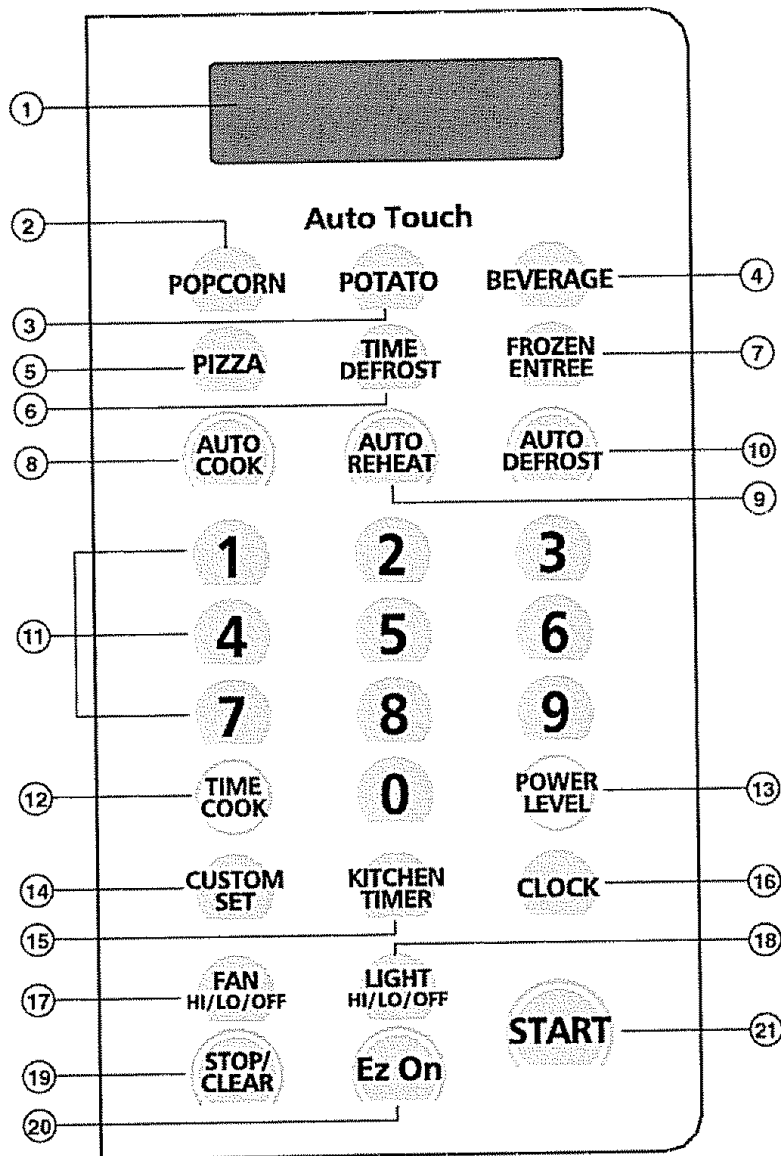 1
Auto Touch
2
POPCORN
POTATO
BEVERAGE
4
3
5
PIZZA
TIME
DEFROST
FROZEN
ENTREE
7
6
8
AUTO
COOK
AUTO
REHEAT
AUTO
DEFROST
10
9
1
2
3
11
4
5
6
7
8
9
12
TIME
COOK
0
POWER
LEVEL
13
14
CUSTOM
SET
KITCHEN
TIMER
CLOCK
16
15
18
17
FAN
HI/LO/OFF
LIGHT
HI/LO/OFF
START
21
19
STOP/
CLEAR
Ez On
20